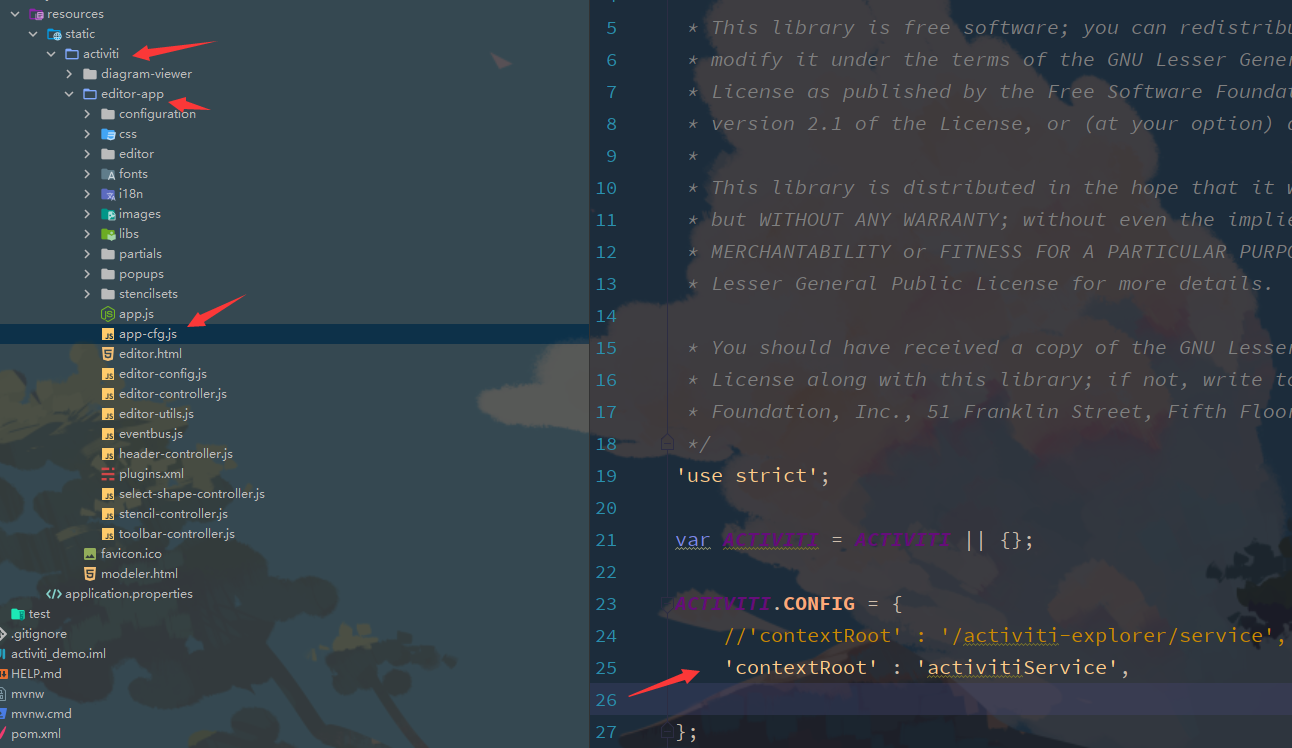 resources
static
activiti
diagram-viewer
editor-app
configuration
css
editor
fonts
i18n
images
libs
partials
popups
stencilsets
app.js
app-cfg.js
editor.html
editor-config.js
editor-controller.js
editor-utils.js
eventbus.js
header-controller.js
plugins.xml
select-shape-controller.js
stencil-controller.js
toolbar-controller.js
favicon.ico
modeler.html
application.properties
test
.gitignore
activiti_demo.iml
HELP.md
mvnw
mvnw.cmd
pom.xml
5 * This library is free software; you can redistribu
6 * modify it under the terms of the GNU Lesser Gener
7 * License as published by the Free Software Foundat
8 * version 2.1 of the License, or (at your option) a
9 *
10 * This library is distributed in the hope that it w
11 * but WITHOUT ANY WARRANTY; without even the implie
12 * MERCHANTABILITY or FITNESS FOR A PARTICULAR PURPO
13 * Lesser General Public License for more details.
14
15 * You should have received a copy of the GNU Lesser
16 * License along with this library; if not, write to
17 * Foundation, Inc., 51 Franklin Street, Fifth Floor
18 */
19 'use strict';
20
21 var ACTIVITI = ACTIVITI || {};
22
23 ACTIVITI.CONFIG = {
24 //'contextRoot' : '/activiti-explorer/service',
25 'contextRoot' : 'activitiService',
26
27 };